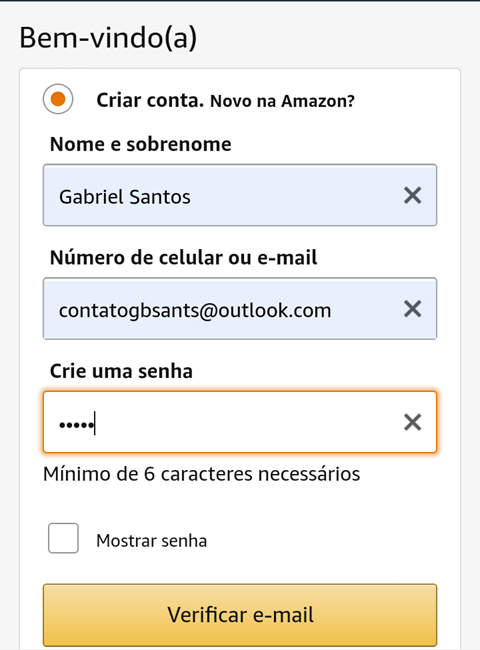 Bem-vindo(a)
Criar conta. Novo na Amazon?
Nome e sobrenome
Gabriel Santos
Número de celular ou e-mail
contatogbsants@outlook.com
Crie uma senha
•••••
Mínimo de 6 caracteres necessários
Mostrar senha
Verificar e-mail